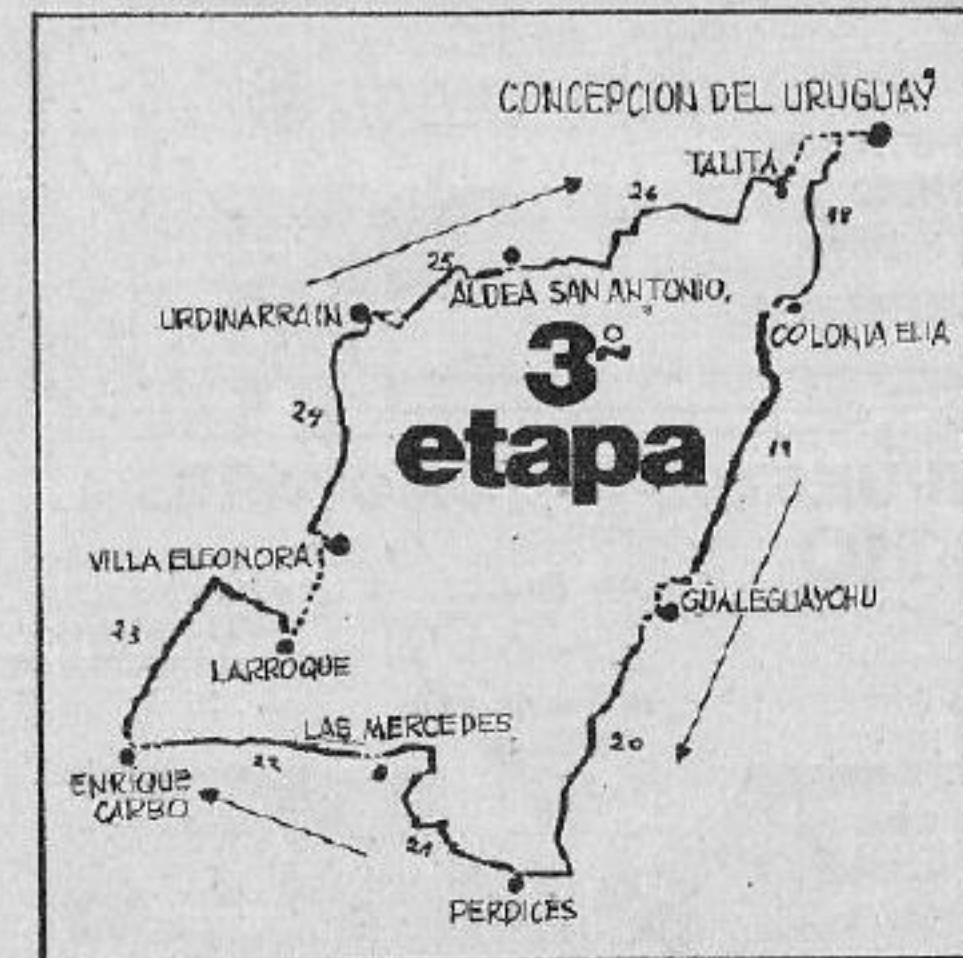 CONCEPCION DEL URUGUAY
TALITA
26
18
25
ALDEA SAN ANTONIO.
URDINARRAIN
COLONIA ELIA
3º
etapa
24
19
VILLA ELEONORA
GUALEGUAYCHU
23
LARROQUE
LAS MERCEDES
20
22
ENRIQUE
CARBO
21
PERDICES